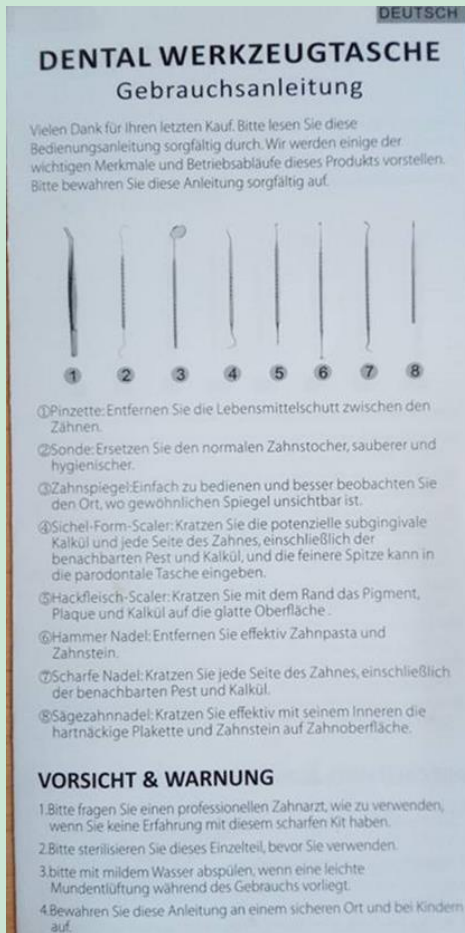 DEUTSCH
DENTAL WERKZEUGTASCHE
Gebrauchsanleitung
Vielen Dank für Ihren letzten Kauf. Bitte lesen Sie diese
Bedienungsanleitung sorgfältig durch. Wir werden einige der
wichtigen Merkmale und Betriebsabläufe dieses Produkts vorstellen.
Bitte bewahren Sie diese Anleitung sorgfältig auf.
1 2 3 4 5 6 7 8
①Pinzette: Entfernen Sie die Lebensmittelschutt zwischen den
Zähnen.
②Sonde: Ersetzen Sie den normalen Zahnstocher, sauberer und
hygienischer.
③Zahnspiegel:Einfach zu bedienen und besser beobachten Sie
den Ort, wo gewöhnlichen Spiegel unsichtbar ist.
④Sichel-Form-Scaler: Kratzen Sie die potenzielle subgingivale
Kalkül und jede Seite des Zahnes, einschließlich der
benachbarten Pest und Kalkül, und die feinere Spitze kann in
die parodontale Tasche eingeben.
⑤Hackfleisch-Scaler: Kratzen Sie mit dem Rand das Pigment,
Plaque und Kalkül auf die glatte Oberfläche .
⑥Hammer Nadel: Entfernen Sie effektiv Zahnpasta und
Zahnstein.
⑦Scharfe Nadel: Kratzen Sie jede Seite des Zahnes, einschließlich
der benachbarten Pest und Kalkül.
⑧Sägezahnnadel: Kratzen Sie effektiv mit seinem Inneren die
hartnäckige Plakette und Zahnstein auf Zahnoberfläche.
VORSICHT & WARNUNG
1.Bitte fragen Sie einen professionellen Zahnarzt, wie zu verwenden,
wenn Sie keine Erfahrung mit diesem scharfen Kit haben.
2.Bitte sterilisieren Sie dieses Einzelteil, bevor Sie verwenden.
3.bitte mit mildem Wasser abspülen, wenn eine leichte
Mundentlüftung während des Gebrauchs vorliegt.
4.Bewahren Sie diese Anleitung an einem sicheren Ort und bei Kindern
auf.